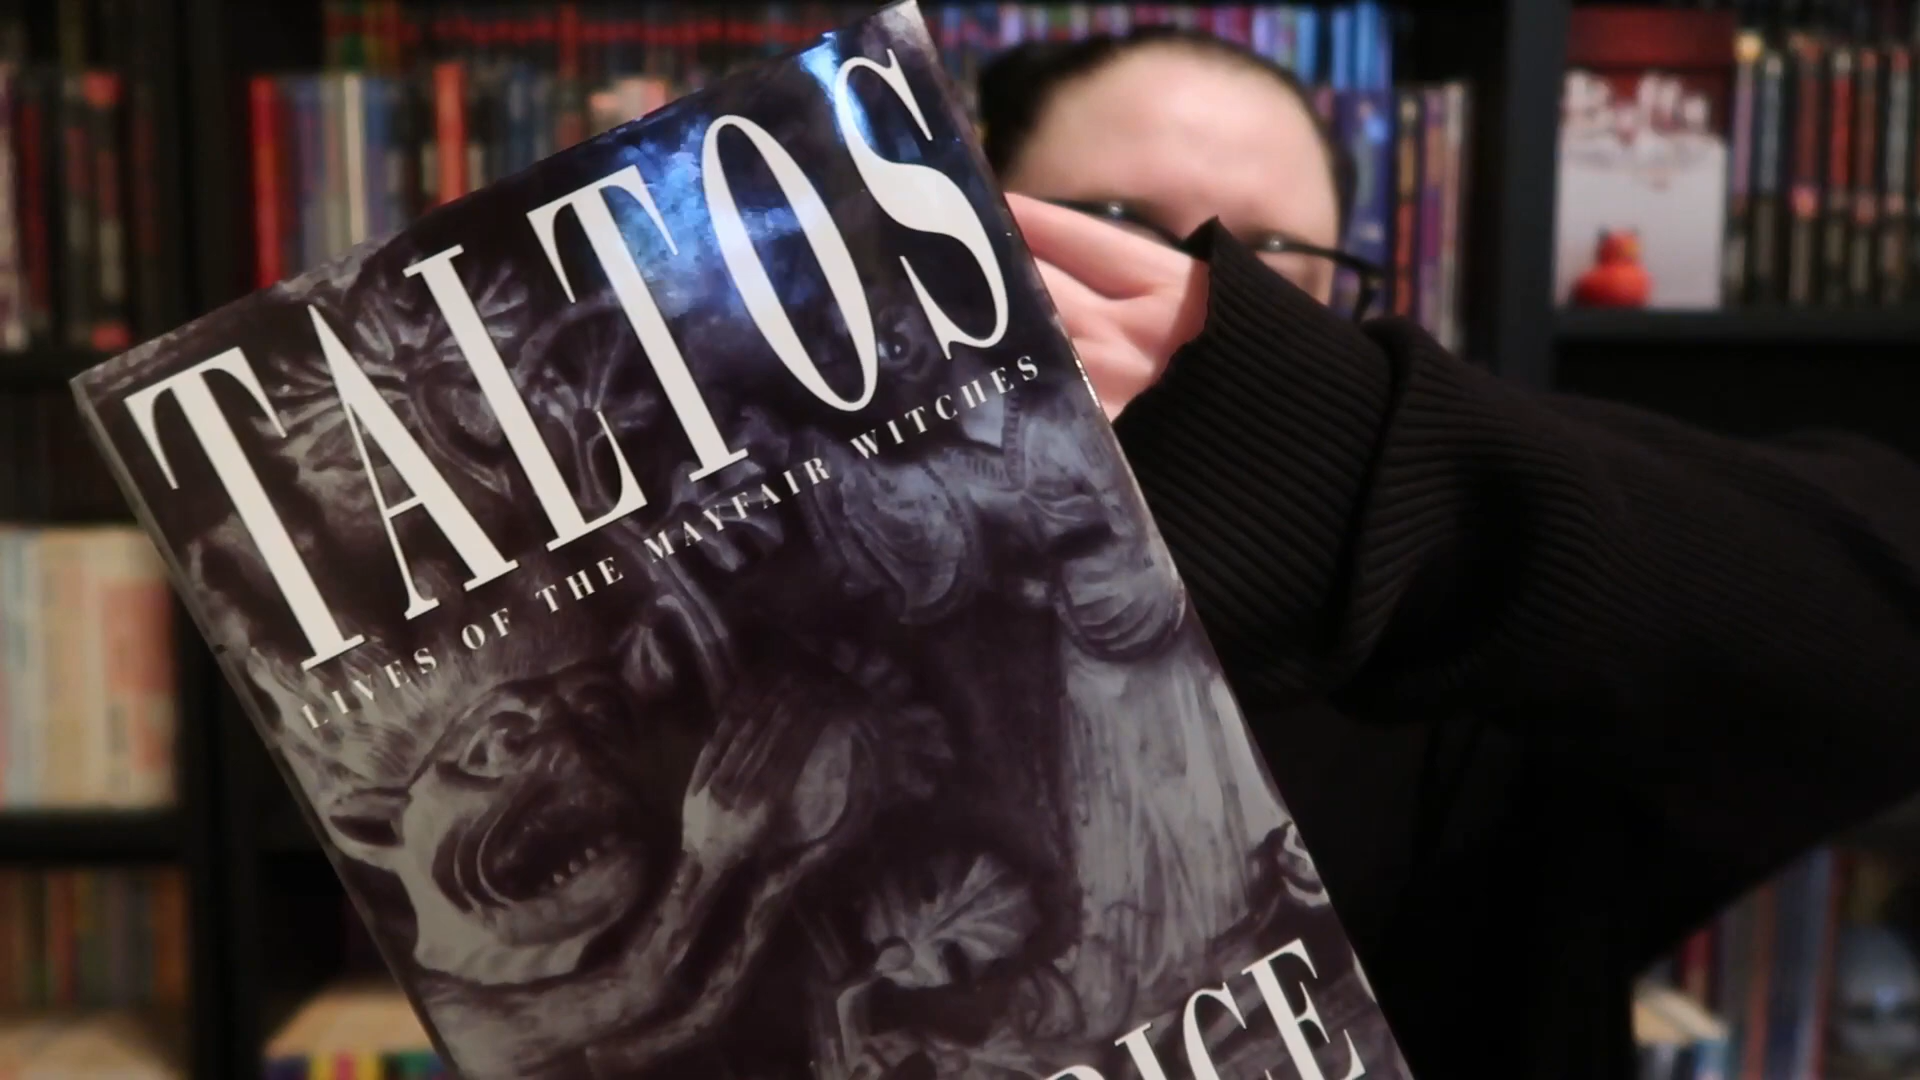 TALTOS
LIVES OF THE MAYFAIR WITCHES
RICE